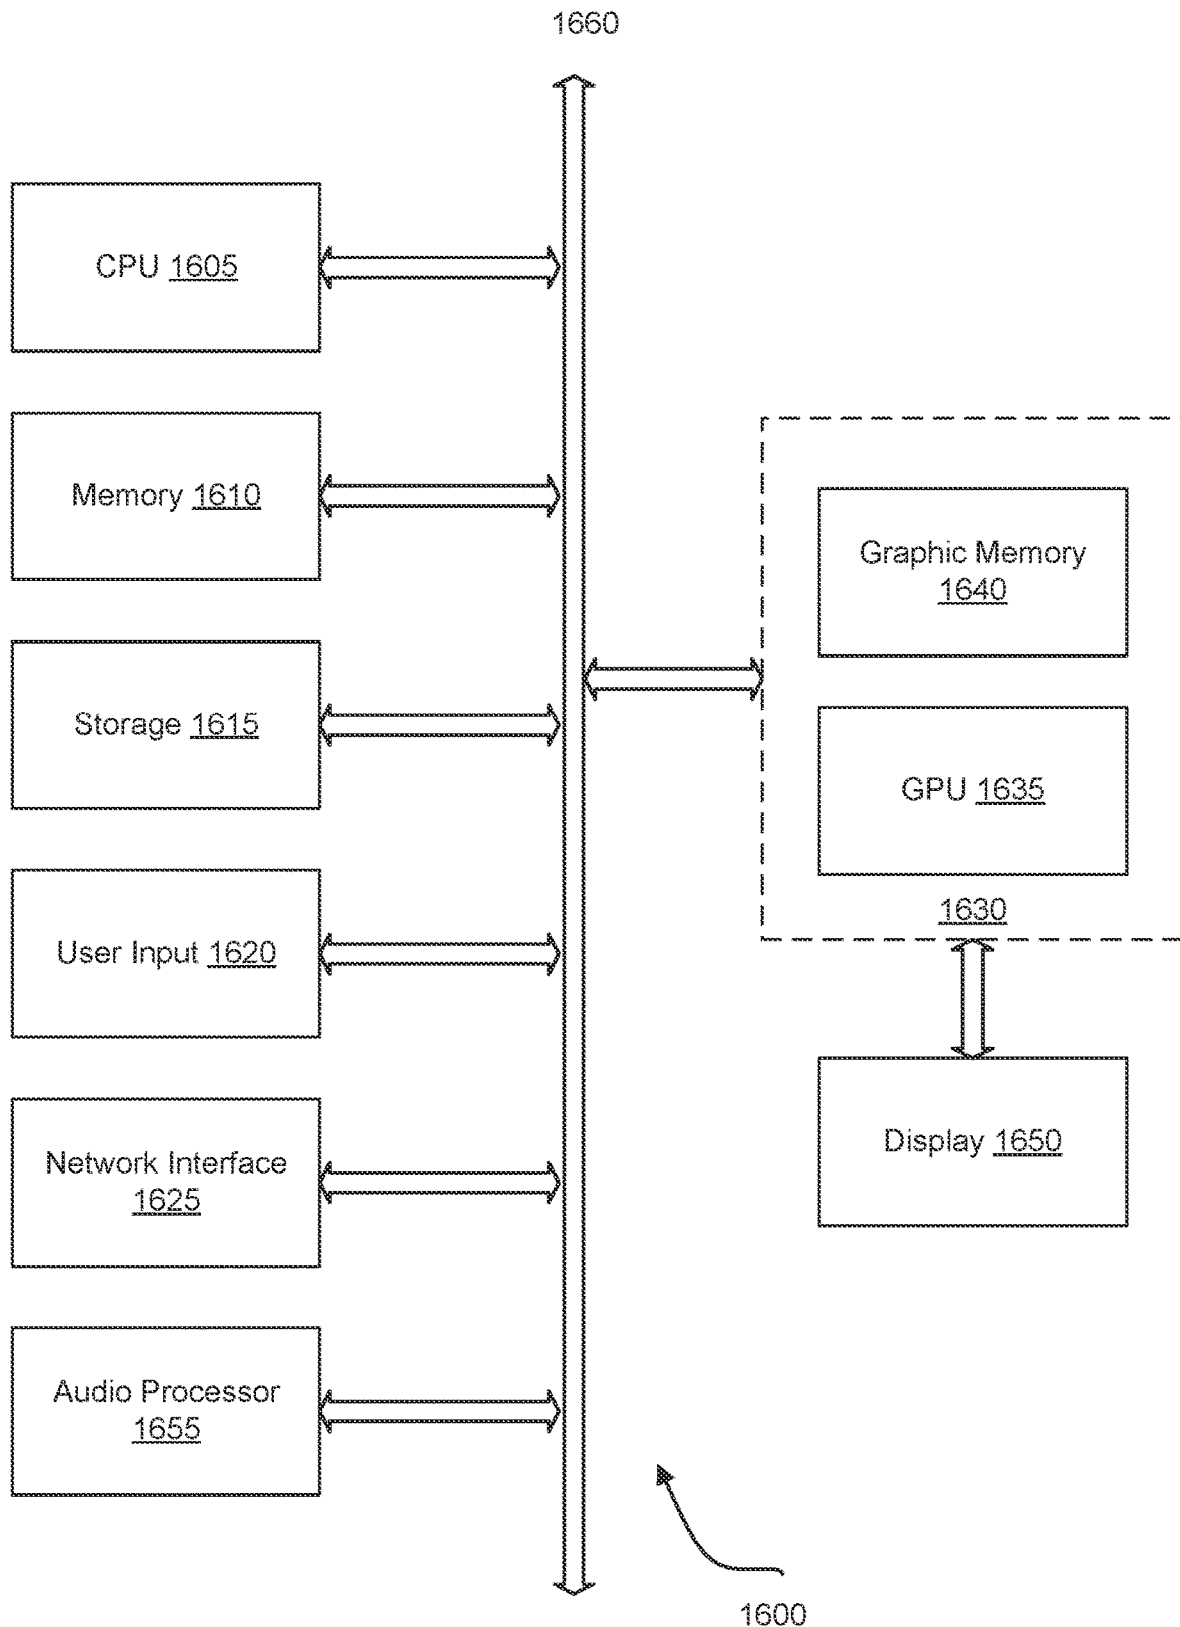 1660
CPU 1605
Memory 1610
Storage 1615
User Input 1620
Network Interface
1625
Audio Processor
1655
Graphic Memory
1640
GPU 1635
1630
Display 1650
1600